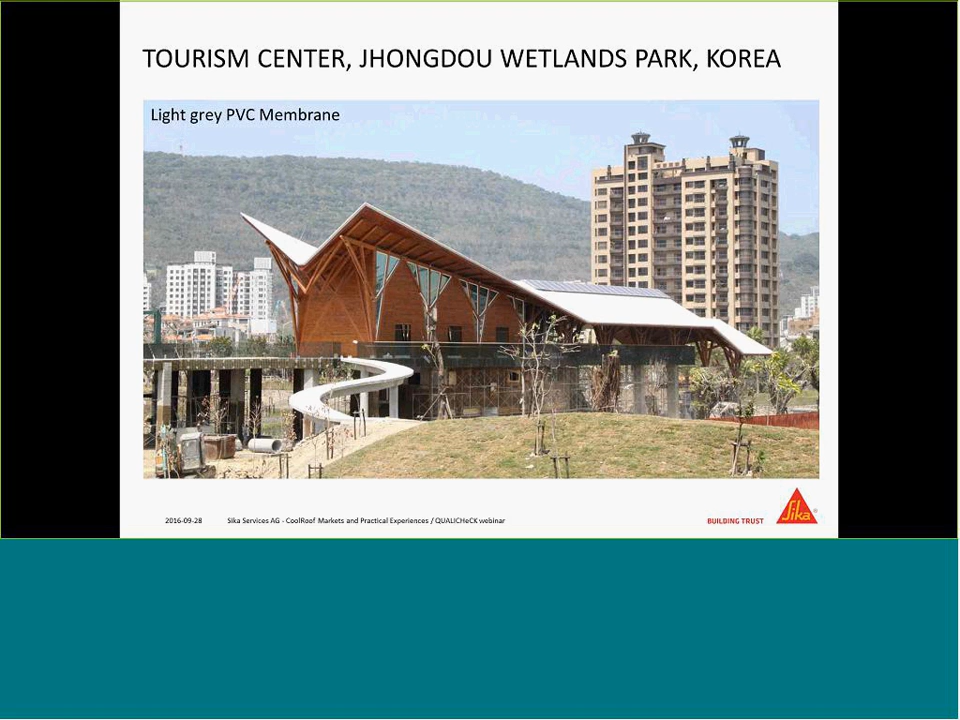 TOURISM CENTER, JHONGDOU WETLANDS PARK, KOREA
Light grey PVC Membrane
2016-09-28 Sika Services AG - CoolRoof Markets and Practical Experiences / QUALICHeCK webinar
BUILDING TRUST
Sika